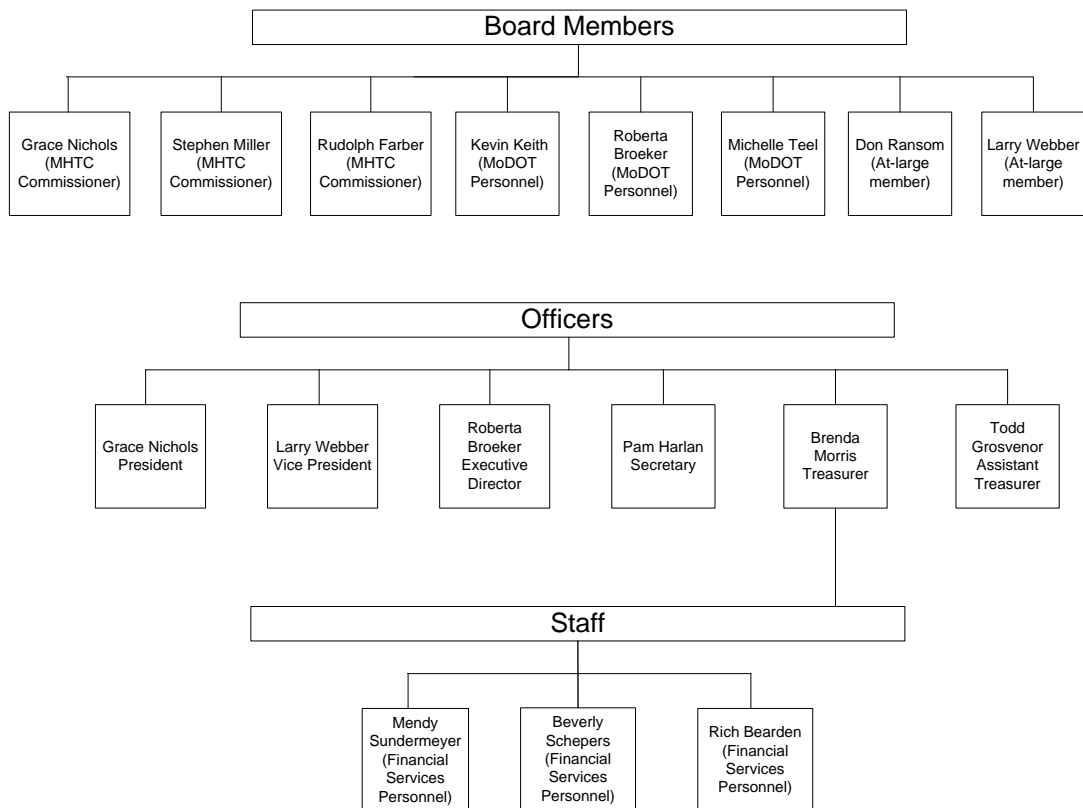 Board Members
Grace Nichols
(MHTC
Commissioner)
Stephen Miller
(MHTC
Commissioner)
Rudolph Farber
(MHTC
Commissioner)
Kevin Keith
(MoDOT
Personnel)
Roberta
Broeker
(MoDOT
Personnel)
Michelle Teel
(MoDOT
Personnel)
Don Ransom
(At-large
member)
Larry Webber
(At-large
member)
Officers
Grace Nichols
President
Larry Webber
Vice President
Roberta
Broeker
Executive
Director
Pam Harlan
Secretary
Brenda
Morris
Treasurer
Todd
Grosvenor
Assistant
Treasurer
Staff
Mendy
Sundermeyer
(Financial
Services
Personnel)
Beverly
Schepers
(Financial
Services
Personnel)
Rich Bearden
(Financial
Services
Personnel)